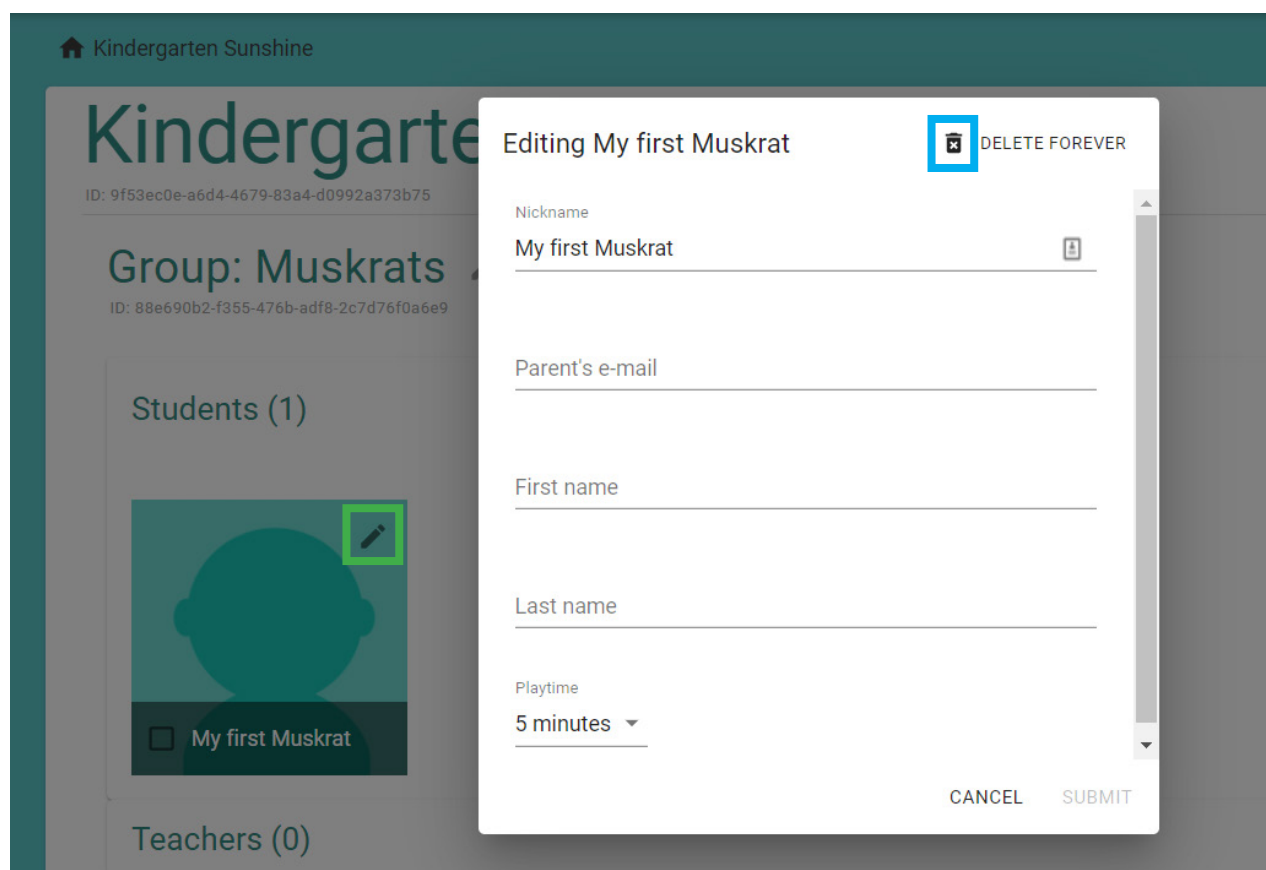 Kindergarten Sunshine
Kindergarte
ID: 9f53ec0e-a6d4-4679-83a4-d0992a373b75
Group: Muskrats
ID: 88e690b2-f355-476b-adf8-2c7d76f0a6e9
Students (1)
My first Muskrat
Teachers (0)
Editing My first Muskrat
DELETE FOREVER
Nickname
My first Muskrat
Parent's e-mail
First name
Last name
Playtime
5 minutes
CANCEL SUBMIT